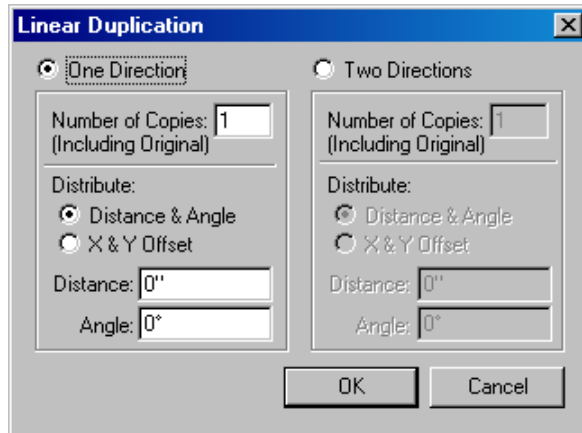 Linear Duplication
One Direction
Number of Copies: 1
(Including Original)
Distribute:
Distance & Angle
X & Y Offset
Distance: 0"
Angle: 0°
Two Directions
Number of Copies: 1
(Including Original)
Distribute:
Distance & Angle
X & Y Offset
Distance: 0"
Angle: 0°
OK
Cancel